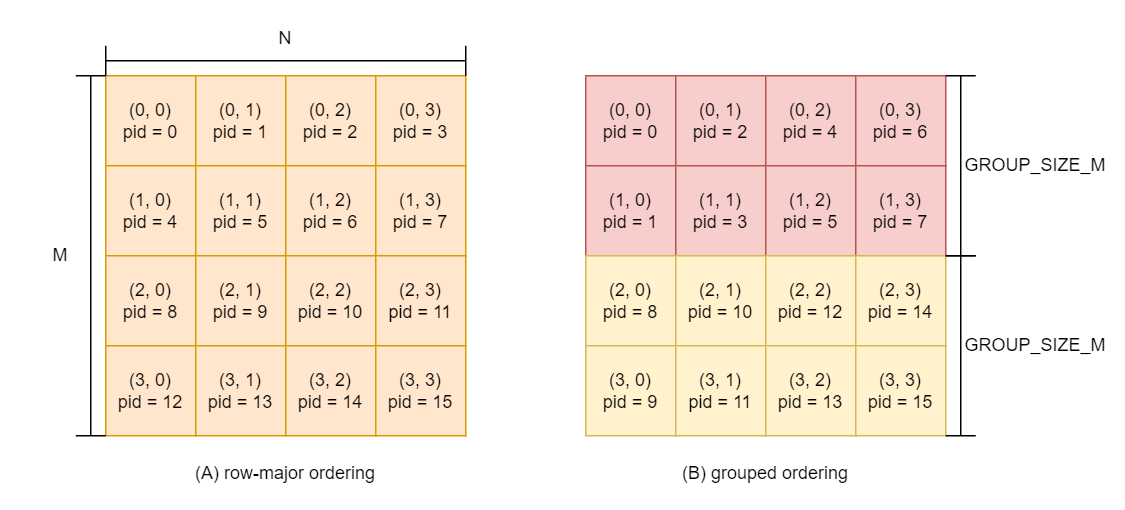 N
M
(0, 0)
pid = 0
(0, 1)
pid = 1
(0, 2)
pid = 2
(0, 3)
pid = 3
(1, 0)
pid = 4
(1, 1)
pid = 5
(1, 2)
pid = 6
(1, 3)
pid = 7
(2, 0)
pid = 8
(2, 1)
pid = 9
(2, 2)
pid = 10
(2, 3)
pid = 11
(3, 0)
pid = 12
(3, 1)
pid = 13
(3, 2)
pid = 14
(3, 3)
pid = 15
(A) row-major ordering
(0, 0)
pid = 0
(0, 1)
pid = 2
(0, 2)
pid = 4
(0, 3)
pid = 6
(1, 0)
pid = 1
(1, 1)
pid = 3
(1, 2)
pid = 5
(1, 3)
pid = 7
GROUP_SIZE_M
(2, 0)
pid = 8
(2, 1)
pid = 10
(2, 2)
pid = 12
(2, 3)
pid = 14
(3, 0)
pid = 9
(3, 1)
pid = 11
(3, 2)
pid = 13
(3, 3)
pid = 15
GROUP_SIZE_M
(B) grouped ordering